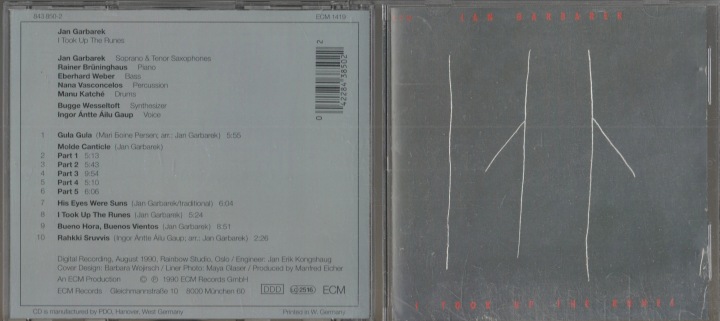 843 850-2
ECM 1419
Jan Garbarek
I Took Up The Runes
Jan Garbarek Soprano & Tenor Saxophones
Rainer Brüninghaus Piano
Eberhard Weber Bass
Nana Vasconcelos Percussion
Manu Katché Drums
Bugge Wesseltoft Synthesizer
Ingor Ántte Áilu Gaup Voice
1 Gula Gula (Mari Boine Persen; arr.: Jan Garbarek) 5:55
Molde Canticle (Jan Garbarek)
2 Part 1 5:13
3 Part 2 5:43
4 Part 3 9:54
5 Part 4 5:10
6 Part 5 6:06
7 His Eyes Were Suns (Jan Garbarek/traditional) 6:04
8 I Took Up The Runes (Jan Garbarek) 5:24
9 Bueno Hora, Buenos Vientos (Jan Garbarek) 8:51
10 Rahkki Sruvvis (Ingor Ántte Áilu Gaup; arr.: Jan Garbarek) 2:26
Digital Recording, August 1990, Rainbow Studio, Oslo / Engineer: Jan Erik Kongshaug
Cover Design: Barbara Wojirsch / Liner Photo: Maya Glaser / Produced by Manfred Eicher
An ECM Production © ℗ 1990 ECM Records GmbH
ECM Records Gleichmannstraße 10 8000 München 60 DDD ECM
CD is manufactured by PDO, Hanover, West Germany
Printed in W. Germany
0 42284 38502 2
JAN GARBAREK
I TOOK UP THE RUNES